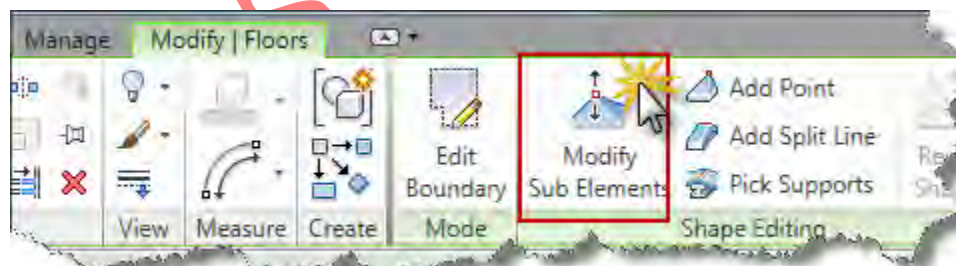 Manage Modify | Floors
Add Point
Add Split Line
Pick Supports
Edit
Boundary
Modify
Sub Elements
View Measure Create Mode Shape Editing